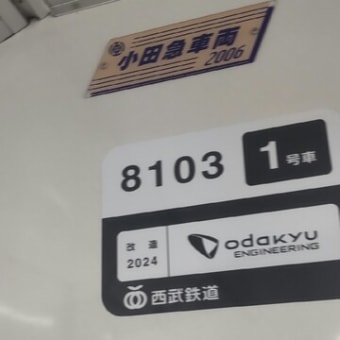 小田急車両
2006
8103 1号車
改造
2024
odakyu
ENGINEERING
西武鉄道